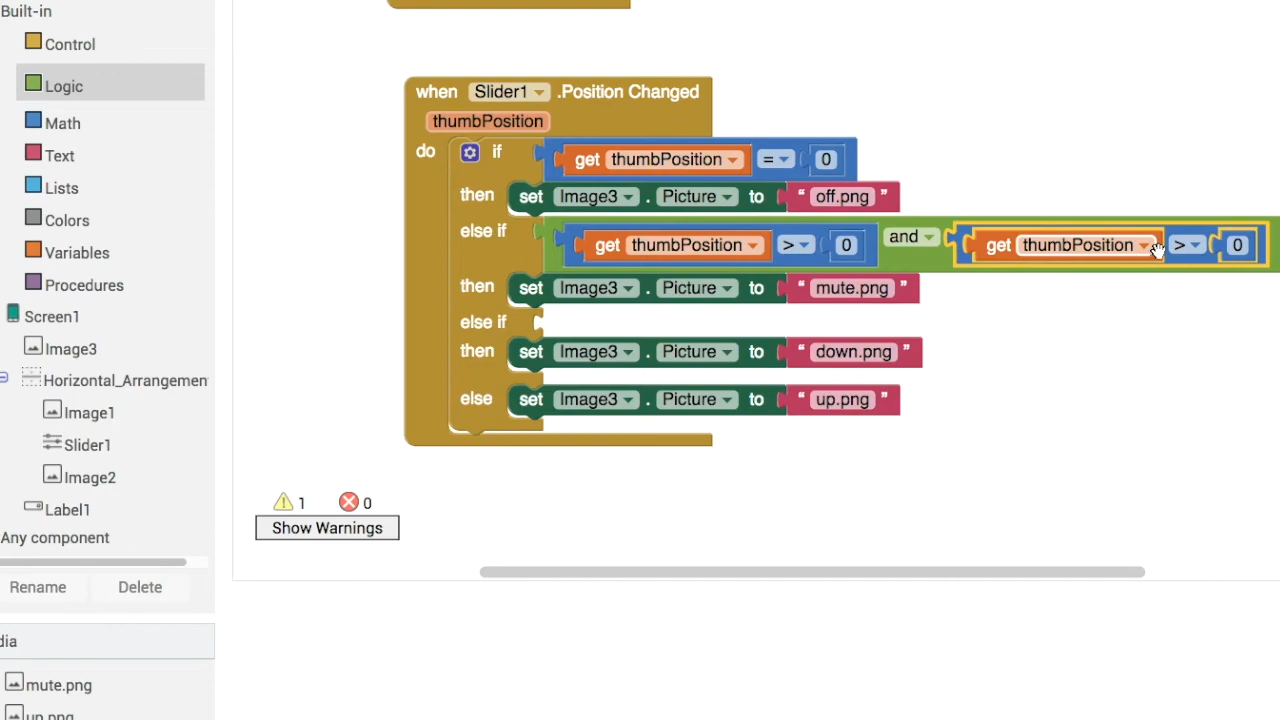 Built-in
Control
Logic
Math
Text
Lists
Colors
Variables
Procedures
Screen1
Image3
Horizontal_Arrangemen
Image1
Slider1
Image2
Label1
Any component
Rename Delete
dia
mute.png
up.png
when Slider1 .Position Changed
thumbPosition
do if get thumbPosition = 0
then set Image3 . Picture to " off.png "
else if get thumbPosition > 0 and get thumbPosition > 0
then set Image3 . Picture to " mute.png "
else if
then set Image3 . Picture to " down.png "
else set Image3 . Picture to " up.png "
1 0
Show Warnings